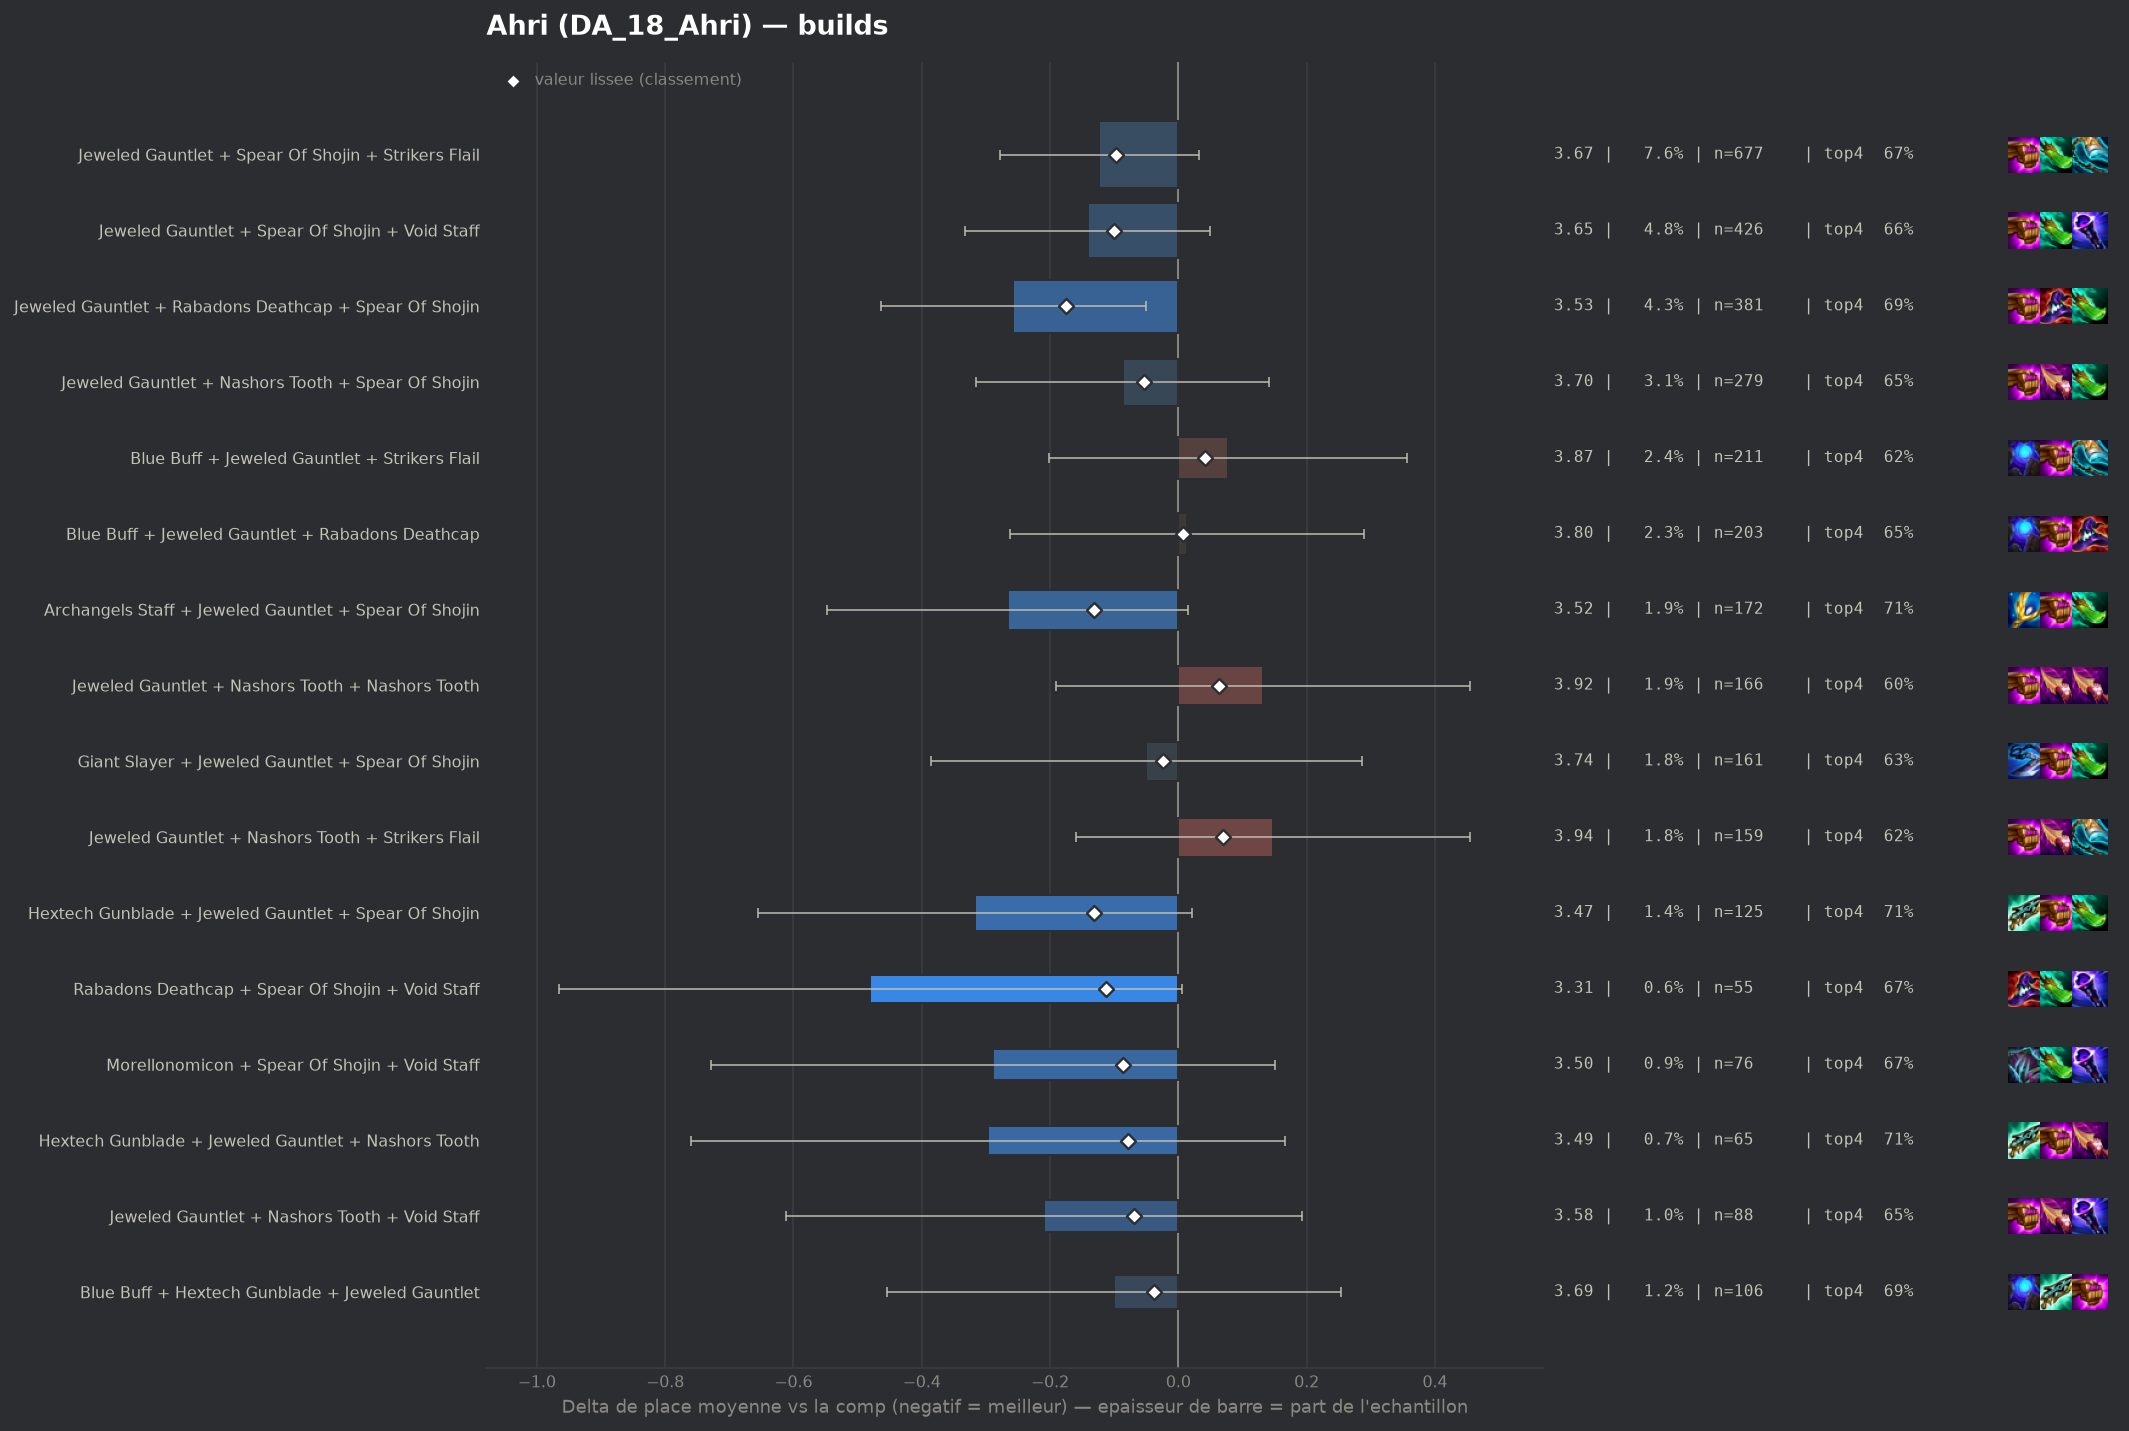 Ahri (DA_18_Ahri) — builds
valeur lissee (classement)
Jeweled Gauntlet + Spear Of Shojin + Strikers Flail 3.67 | 7.6% | n=677 | top4 67%
Jeweled Gauntlet + Spear Of Shojin + Void Staff 3.65 | 4.8% | n=426 | top4 66%
Jeweled Gauntlet + Rabadons Deathcap + Spear Of Shojin 3.53 | 4.3% | n=381 | top4 69%
Jeweled Gauntlet + Nashors Tooth + Spear Of Shojin 3.70 | 3.1% | n=279 | top4 65%
Blue Buff + Jeweled Gauntlet + Strikers Flail 3.87 | 2.4% | n=211 | top4 62%
Blue Buff + Jeweled Gauntlet + Rabadons Deathcap 3.80 | 2.3% | n=203 | top4 65%
Archangels Staff + Jeweled Gauntlet + Spear Of Shojin 3.52 | 1.9% | n=172 | top4 71%
Jeweled Gauntlet + Nashors Tooth + Nashors Tooth 3.92 | 1.9% | n=166 | top4 60%
Giant Slayer + Jeweled Gauntlet + Spear Of Shojin 3.74 | 1.8% | n=161 | top4 63%
Jeweled Gauntlet + Nashors Tooth + Strikers Flail 3.94 | 1.8% | n=159 | top4 62%
Hextech Gunblade + Jeweled Gauntlet + Spear Of Shojin 3.47 | 1.4% | n=125 | top4 71%
Rabadons Deathcap + Spear Of Shojin + Void Staff 3.31 | 0.6% | n=55 | top4 67%
Morellonomicon + Spear Of Shojin + Void Staff 3.50 | 0.9% | n=76 | top4 67%
Hextech Gunblade + Jeweled Gauntlet + Nashors Tooth 3.49 | 0.7% | n=65 | top4 71%
Jeweled Gauntlet + Nashors Tooth + Void Staff 3.58 | 1.0% | n=88 | top4 65%
Blue Buff + Hextech Gunblade + Jeweled Gauntlet 3.69 | 1.2% | n=106 | top4 69%
−1.0 −0.8 −0.6 −0.4 −0.2 0.0 0.2 0.4
Delta de place moyenne vs la comp (negatif = meilleur) — epaisseur de barre = part de l'echantillon